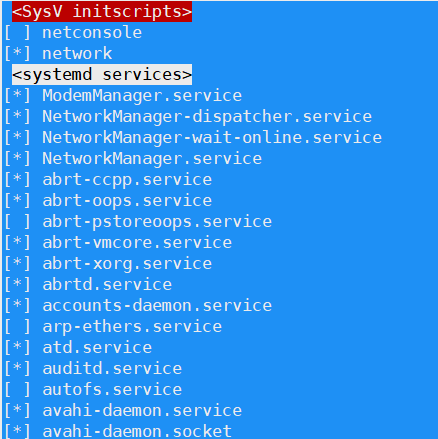 <SysV initscripts>
[ ] netconsole
[*] network
<systemd services>
[*] ModemManager.service
[*] NetworkManager-dispatcher.service
[*] NetworkManager-wait-online.service
[*] NetworkManager.service
[*] abrt-ccpp.service
[*] abrt-oops.service
[ ] abrt-pstoreoops.service
[*] abrt-vmcore.service
[*] abrt-xorg.service
[*] abrtd.service
[*] accounts-daemon.service
[ ] arp-ethers.service
[*] atd.service
[*] auditd.service
[ ] autofs.service
[*] avahi-daemon.service
[*] avahi-daemon.socket